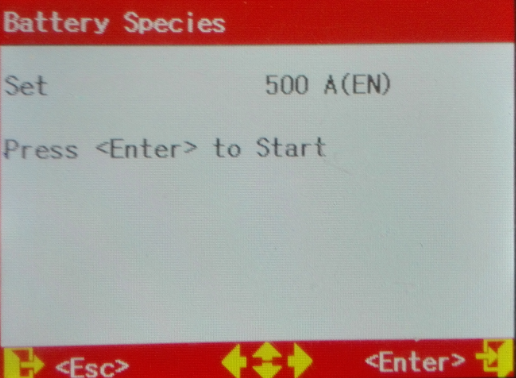 Battery Species
Set 500 A(EN)
Press <Enter> to Start
<Esc> <Enter>